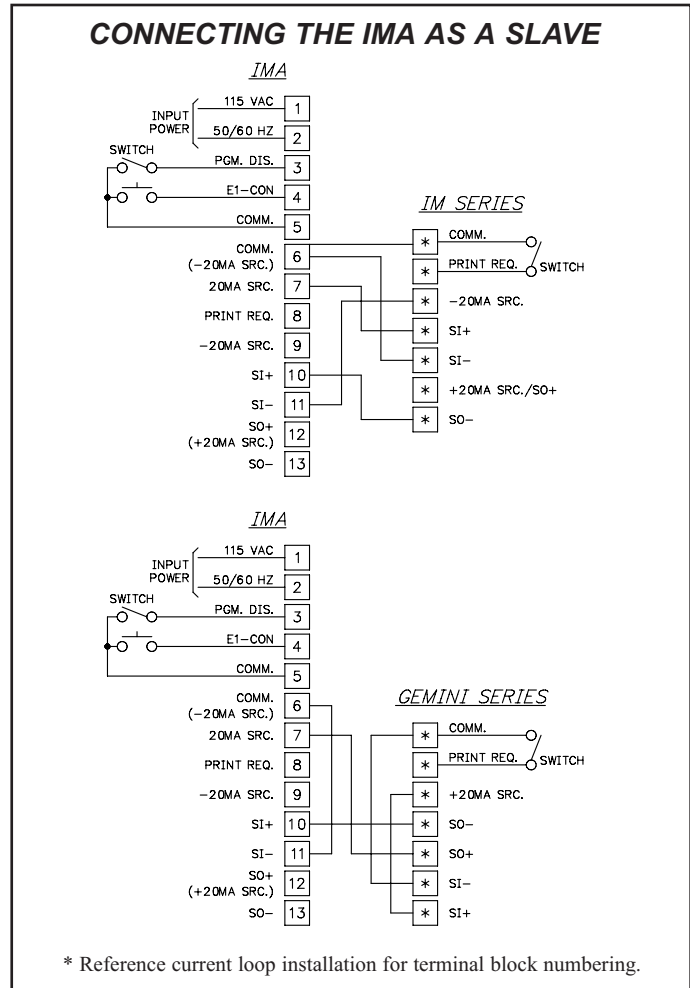 CONNECTING THE IMA AS A SLAVE
IMA
INPUT POWER
115 VAC 1
50/60 HZ 2
SWITCH
PGM. DIS. 3
E1-CON 4
COMM. 5
COMM. (-20MA SRC.) 6
20MA SRC. 7
PRINT REQ. 8
-20MA SRC. 9
SI+ 10
SI- 11
SO+ (+20MA SRC.) 12
SO- 13
IM SERIES
* COMM.
* PRINT REQ. SWITCH
* -20MA SRC.
* SI+
* SI-
* +20MA SRC./SO+
* SO-
IMA
INPUT POWER
115 VAC 1
50/60 HZ 2
SWITCH
PGM. DIS. 3
E1-CON 4
COMM. 5
COMM. (-20MA SRC.) 6
20MA SRC. 7
PRINT REQ. 8
-20MA SRC. 9
SI+ 10
SI- 11
SO+ (+20MA SRC.) 12
SO- 13
GEMINI SERIES
* COMM.
* PRINT REQ. SWITCH
* +20MA SRC.
* SO-
* SO+
* SI-
* SI+
* Reference current loop installation for terminal block numbering.